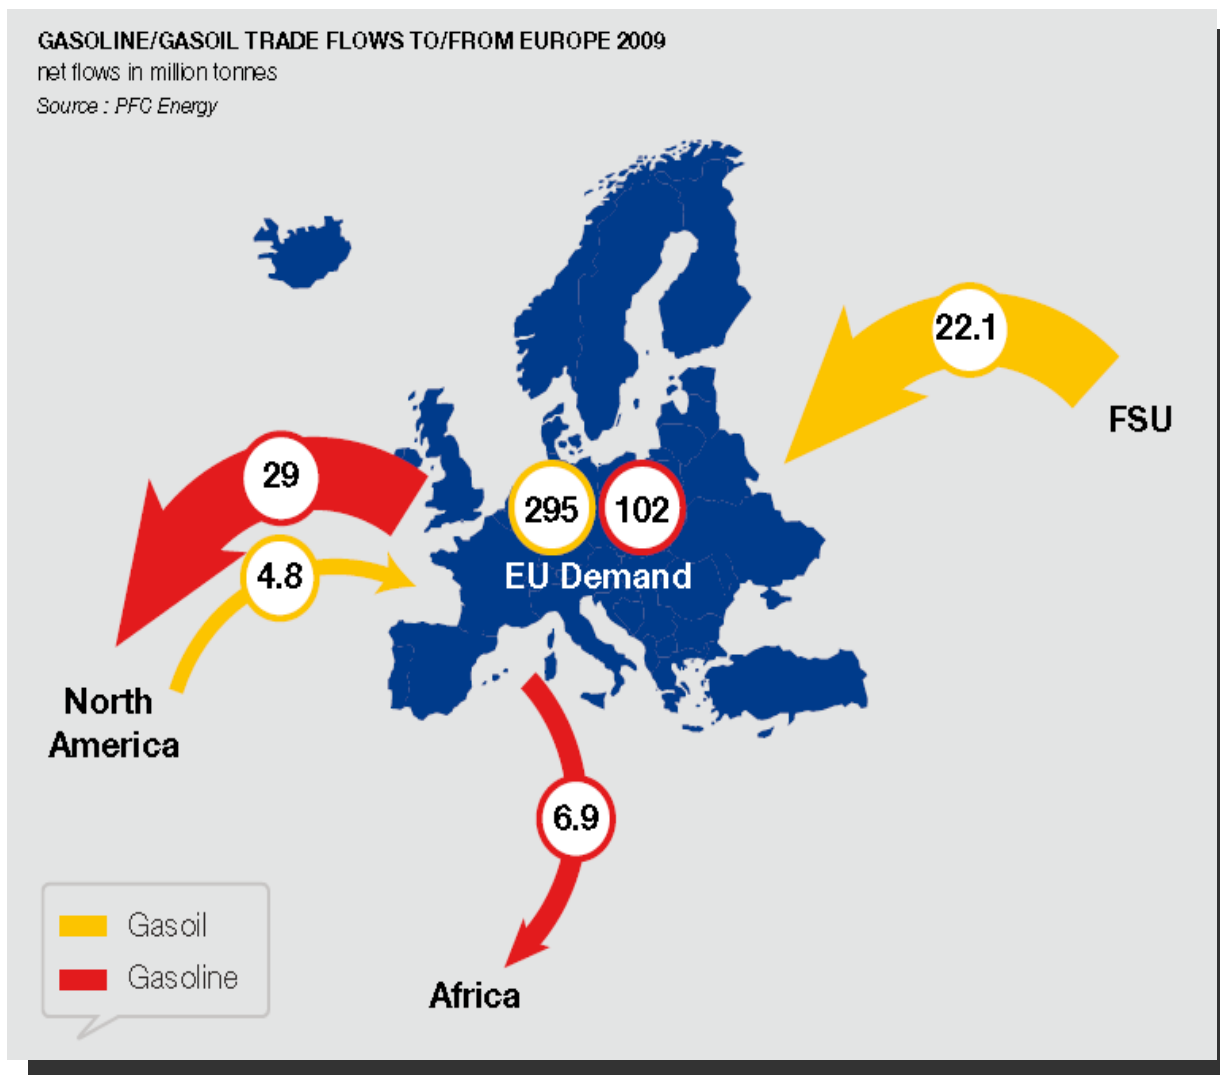 GASOLINE/GASOIL TRADE FLOWS TO/FROM EUROPE 2009
net flows in million tonnes
Source : PFC Energy
22.1
FSU
29
295
102
4.8
EU Demand
North
America
6.9
Gasoil
Gasoline
Africa